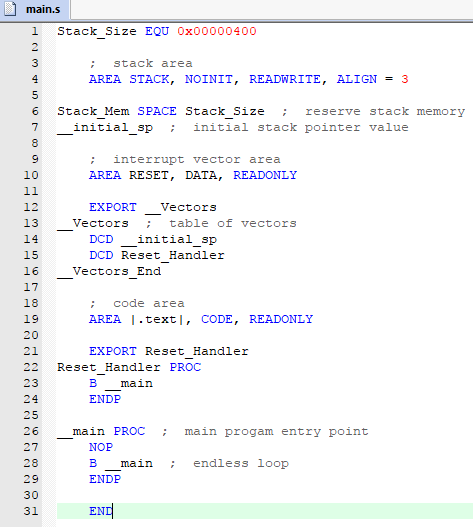 main.s
1 Stack_Size EQU 0x00000400
2
3 ; stack area
4 AREA STACK, NOINIT, READWRITE, ALIGN = 3
5
6 Stack_Mem SPACE Stack_Size ; reserve stack memory
7 __initial_sp ; initial stack pointer value
8
9 ; interrupt vector area
10 AREA RESET, DATA, READONLY
11
12 EXPORT __Vectors
13 __Vectors ; table of vectors
14 DCD __initial_sp
15 DCD Reset_Handler
16 __Vectors_End
17
18 ; code area
19 AREA |.text|, CODE, READONLY
20
21 EXPORT Reset_Handler
22 Reset_Handler PROC
23 B __main
24 ENDP
25
26 __main PROC ; main progam entry point
27 NOP
28 B __main ; endless loop
29 ENDP
30
31 END